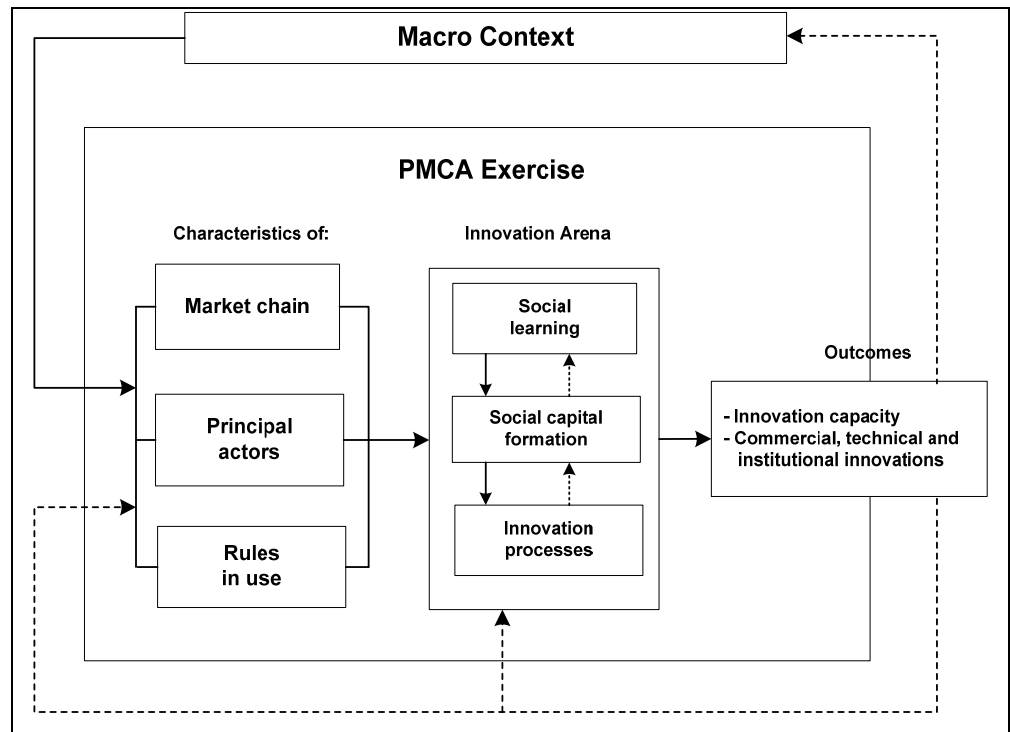 Macro Context
PMCA Exercise
Characteristics of:
Innovation Arena
Market chain
Principal
actors
Rules
in use
Social
learning
Social capital
formation
Innovation
processes
Outcomes
- Innovation capacity
- Commercial, technical and
institutional innovations